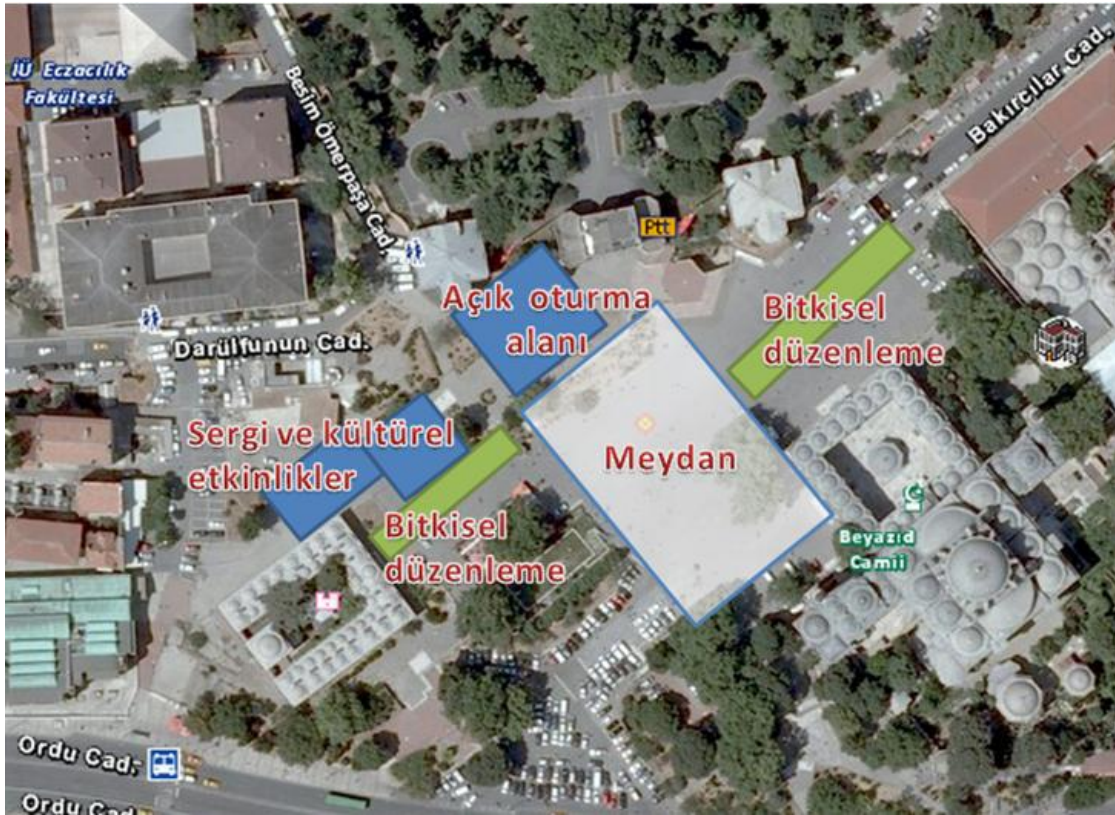 İÜ Eczacılık
Fakültesi
Besim Ömerpaşa Cad.
Bakırcılar Cad.
Ptt
Açık oturma
alanı
Bitkisel
düzenleme
Darülfunun Cad.
Sergi ve kültürel
etkinlikler
Meydan
Bitkisel
düzenleme
Beyazıd
Camii
Ordu Cad.
Ordu Cad